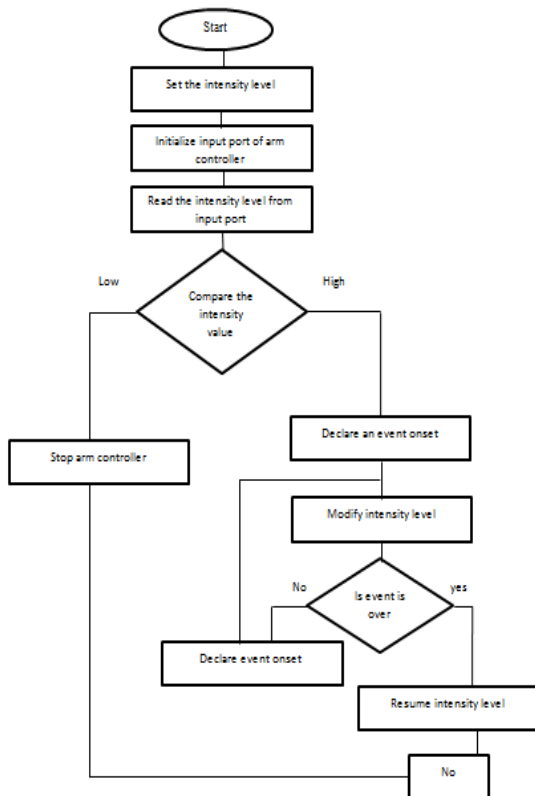 Start
Set the intensity level
Initialize input port of arm
controller
Read the intensity level from
input port
Low
High
Compare the
intensity
value
Declare an event onset
Stop arm controller
Modify intensity level
No
yes
Is event is
over
Declare event onset
Resume intensity level
No